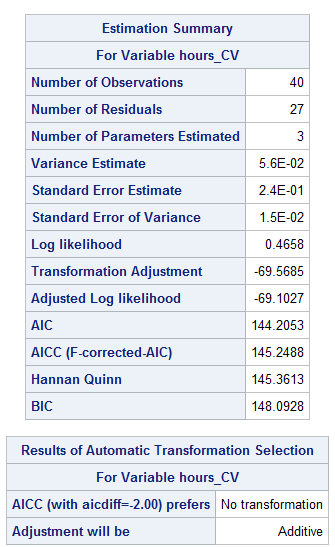 Estimation Summary
For Variable hours_CV
Number of Observations 40
Number of Residuals 27
Number of Parameters Estimated 3
Variance Estimate 5.6E-02
Standard Error Estimate 2.4E-01
Standard Error of Variance 1.5E-02
Log likelihood 0.4658
Transformation Adjustment -69.5685
Adjusted Log likelihood -69.1027
AIC 144.2053
AICC (F-corrected-AIC) 145.2488
Hannan Quinn 145.3613
BIC 148.0928
Results of Automatic Transformation Selection
For Variable hours_CV
AICC (with aicdiff=-2.00) prefers No transformation
Adjustment will be Additive